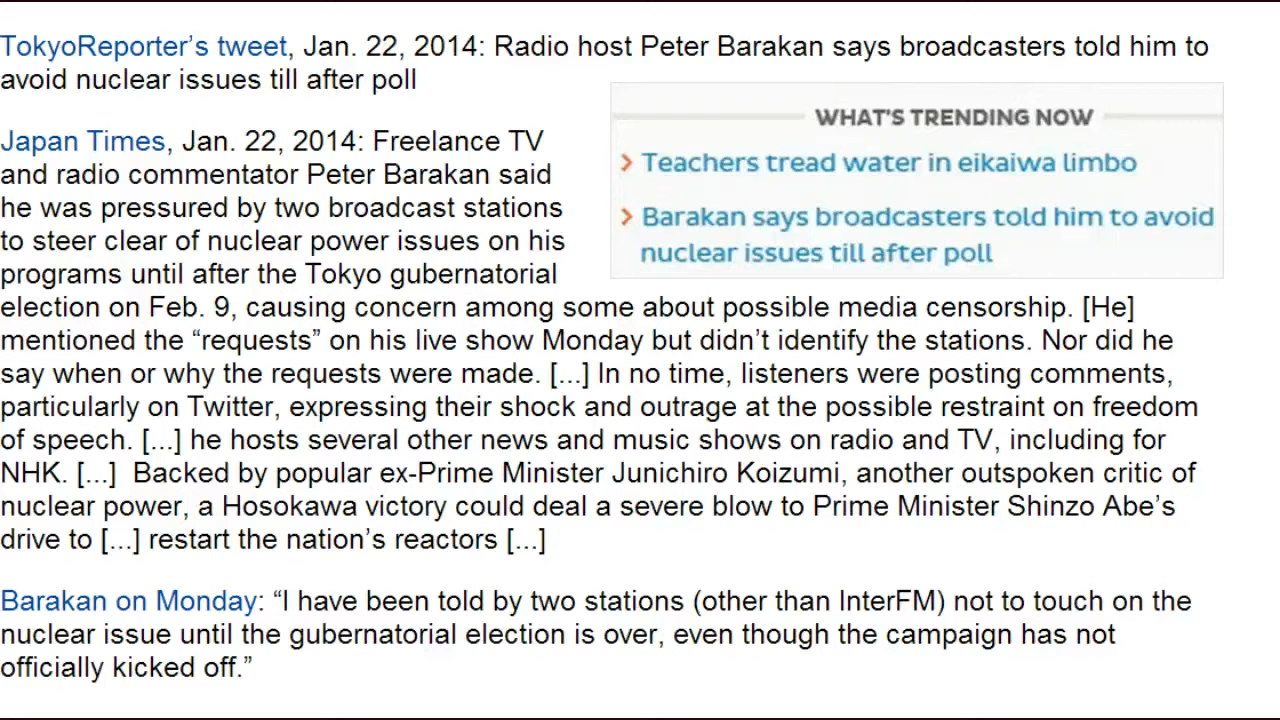 TokyoReporter’s tweet, Jan. 22, 2014: Radio host Peter Barakan says broadcasters told him to
avoid nuclear issues till after poll
WHAT'S TRENDING NOW
Teachers tread water in eikaiwa limbo
Barakan says broadcasters told him to avoid
nuclear issues till after poll
Japan Times, Jan. 22, 2014: Freelance TV
and radio commentator Peter Barakan said
he was pressured by two broadcast stations
to steer clear of nuclear power issues on his
programs until after the Tokyo gubernatorial
election on Feb. 9, causing concern among some about possible media censorship. [He]
mentioned the “requests” on his live show Monday but didn’t identify the stations. Nor did he
say when or why the requests were made. [...] In no time, listeners were posting comments,
particularly on Twitter, expressing their shock and outrage at the possible restraint on freedom
of speech. [...] he hosts several other news and music shows on radio and TV, including for
NHK. [...] Backed by popular ex-Prime Minister Junichiro Koizumi, another outspoken critic of
nuclear power, a Hosokawa victory could deal a severe blow to Prime Minister Shinzo Abe’s
drive to [...] restart the nation’s reactors [...]
Barakan on Monday: “I have been told by two stations (other than InterFM) not to touch on the
nuclear issue until the gubernatorial election is over, even though the campaign has not
officially kicked off.”